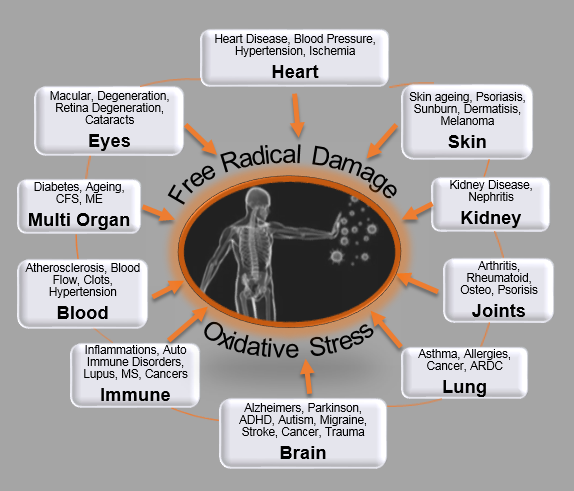 Heart Disease, Blood Pressure,
Hypertension, Ischemia
Heart
Macular, Degeneration,
Retina Degeneration,
Cataracts
Eyes
Skin ageing, Psoriasis,
Sunburn, Dermatisis,
Melanoma
Skin
Free Radical Damage
Diabetes, Ageing,
CFS, ME
Multi Organ
Kidney Disease,
Nephritis
Kidney
Atherosclerosis, Blood
Flow, Clots,
Hypertension
Blood
Arthritis,
Rheumatoid,
Osteo, Psorisis
Joints
Oxidative Stress
Inflammations, Auto
Immune Disorders,
Lupus, MS, Cancers
Immune
Asthma, Allergies,
Cancer, ARDC
Lung
Alzheimers, Parkinson,
ADHD, Autism, Migraine,
Stroke, Cancer, Trauma
Brain